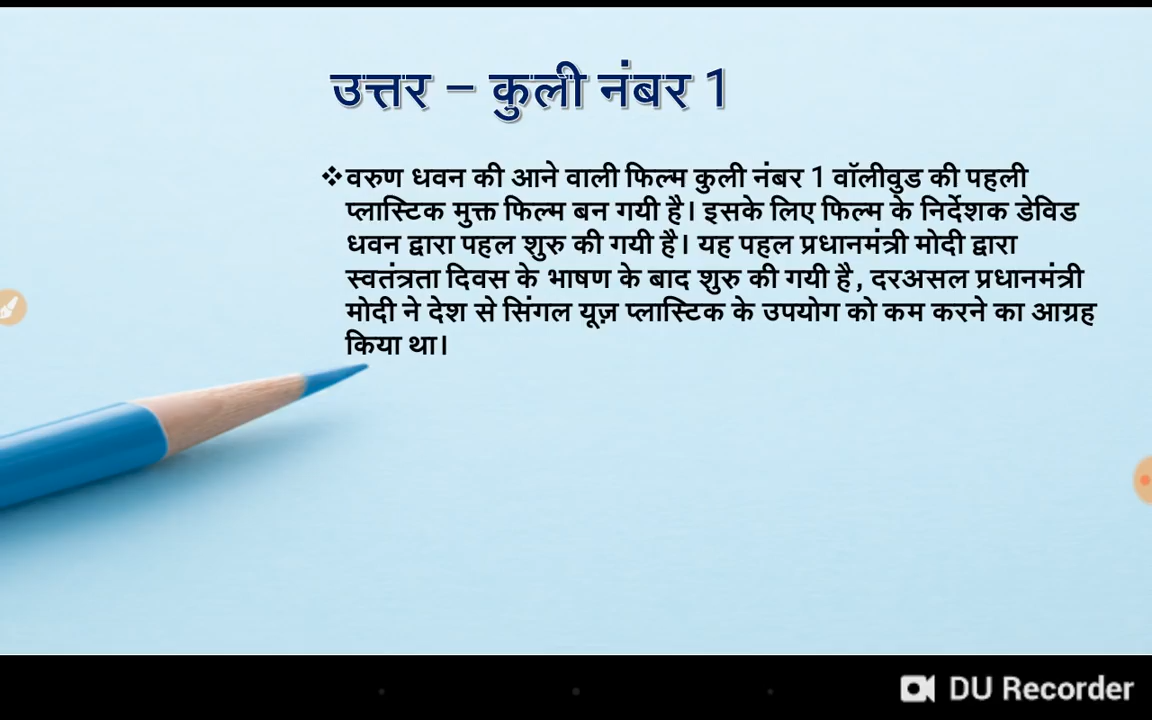 उत्तर – कुली नंबर 1
❖वरुण धवन की आने वाली फिल्म कुली नंबर 1 वॉलीवुड की पहली
प्लास्टिक मुक्त फिल्म बन गयी है। इसके लिए फिल्म के निर्देशक डेविड
धवन द्वारा पहल शुरु की गयी है। यह पहल प्रधानमंत्री मोदी द्वारा
स्वतंत्रता दिवस के भाषण के बाद शुरु की गयी है, दरअसल प्रधानमंत्री
मोदी ने देश से सिंगल यूज़ प्लास्टिक के उपयोग को कम करने का आग्रह
किया था।
DU Recorder